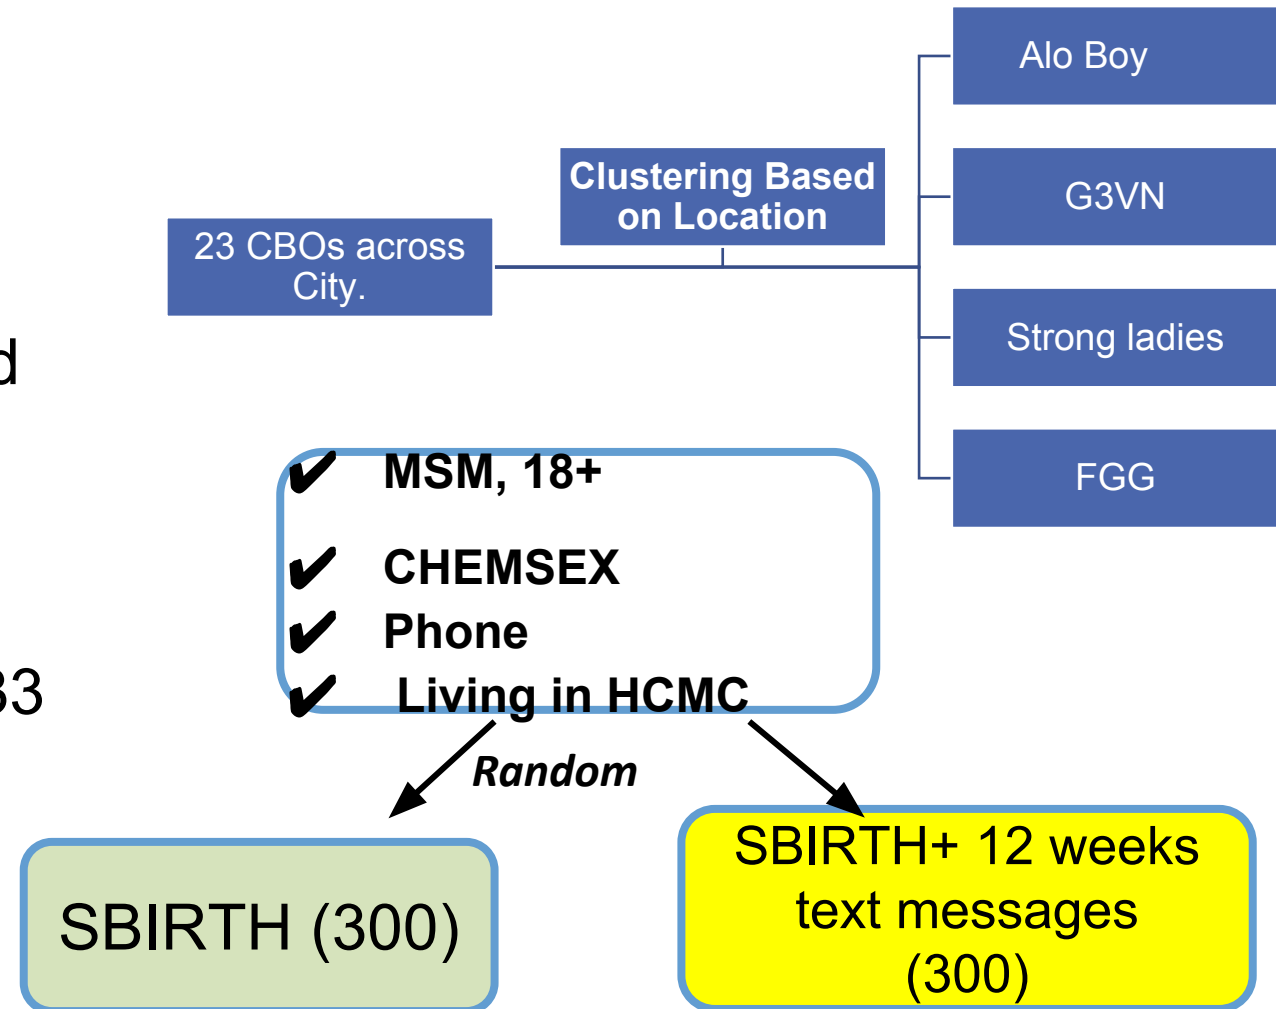 Alo Boy
Clustering Based
on Location
G3VN
23 CBOs across
City.
Strong ladies
FGG
✔ MSM, 18+
✔ CHEMSEX
✔ Phone
✔ Living in HCMC
Random
SBIRTH (300)
SBIRTH+ 12 weeks
text messages
(300)